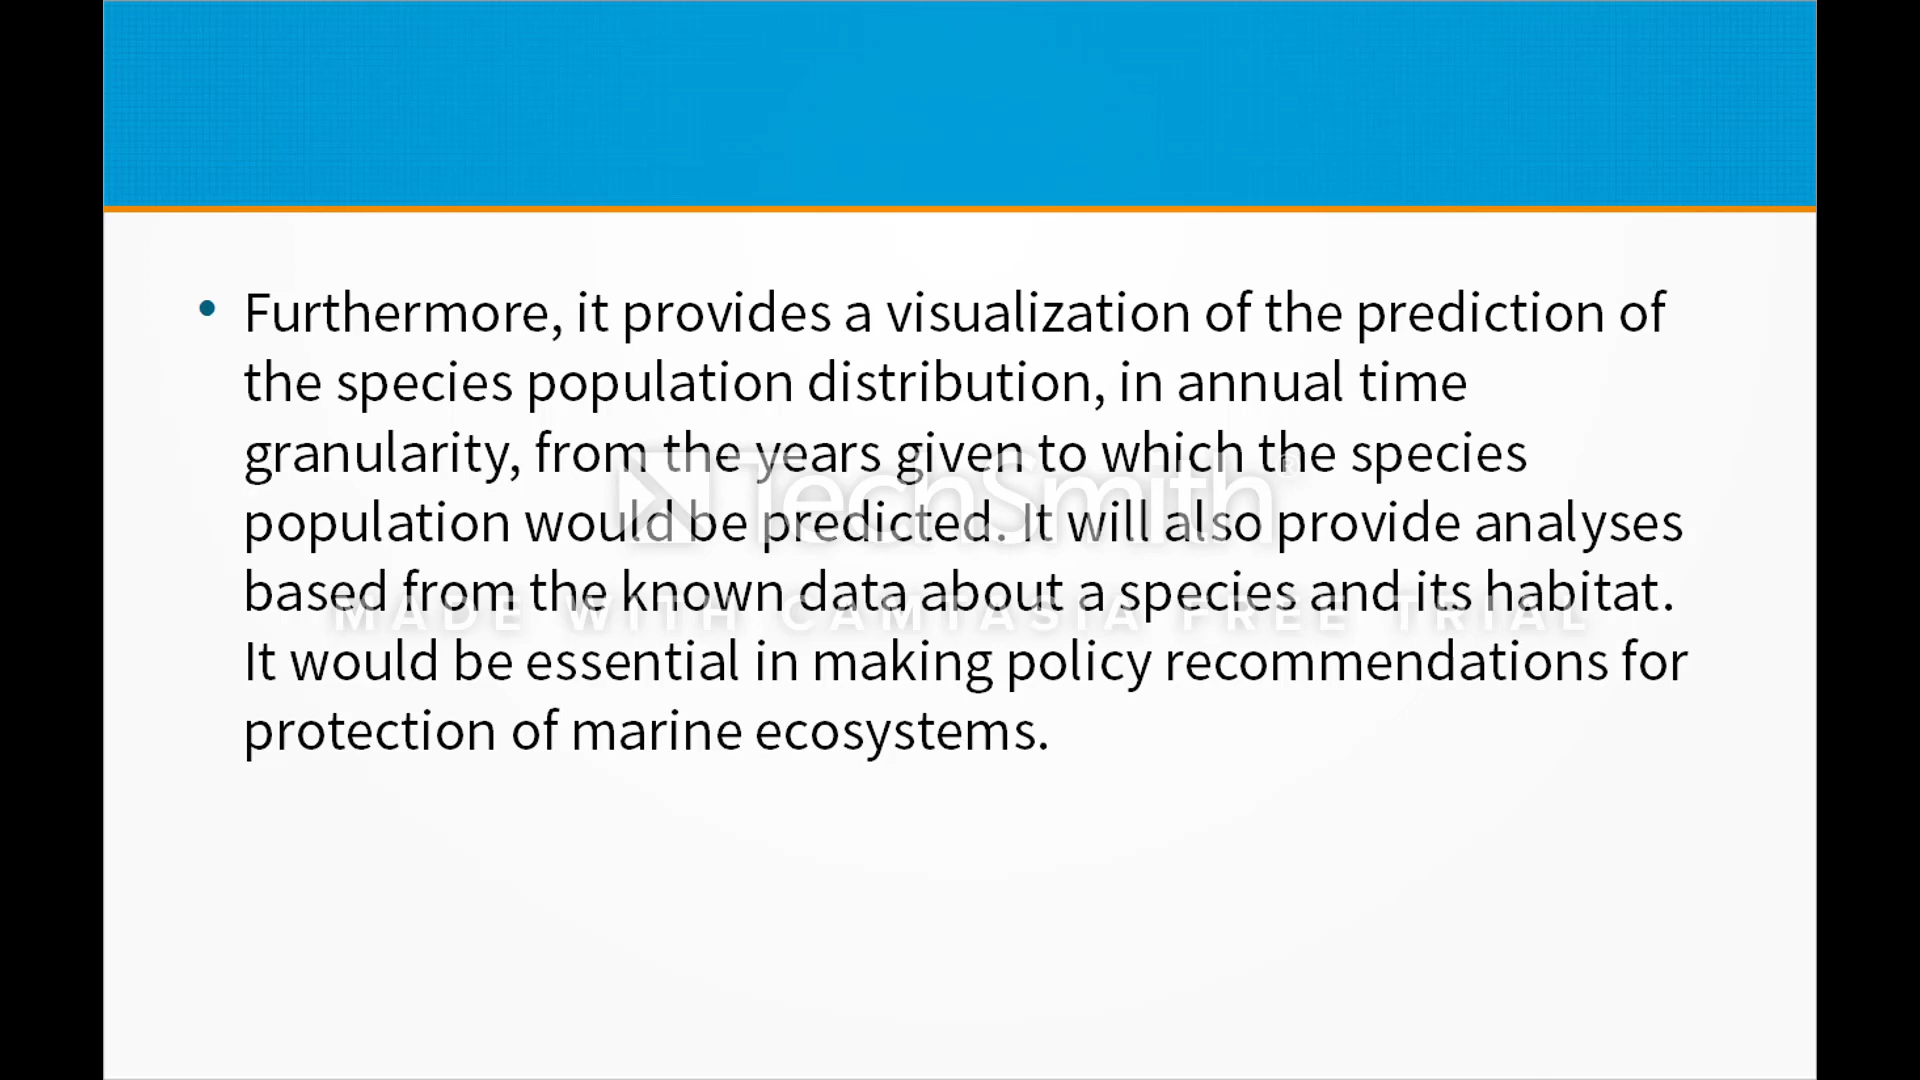 • Furthermore, it provides a visualization of the prediction of
the species population distribution, in annual time
granularity, from the years given to which the species
population would be predicted. It will also provide analyses
based from the known data about a species and its habitat.
It would be essential in making policy recommendations for
protection of marine ecosystems.
TechSmith®
MADE WITH CAMTASIA FREE TRIAL